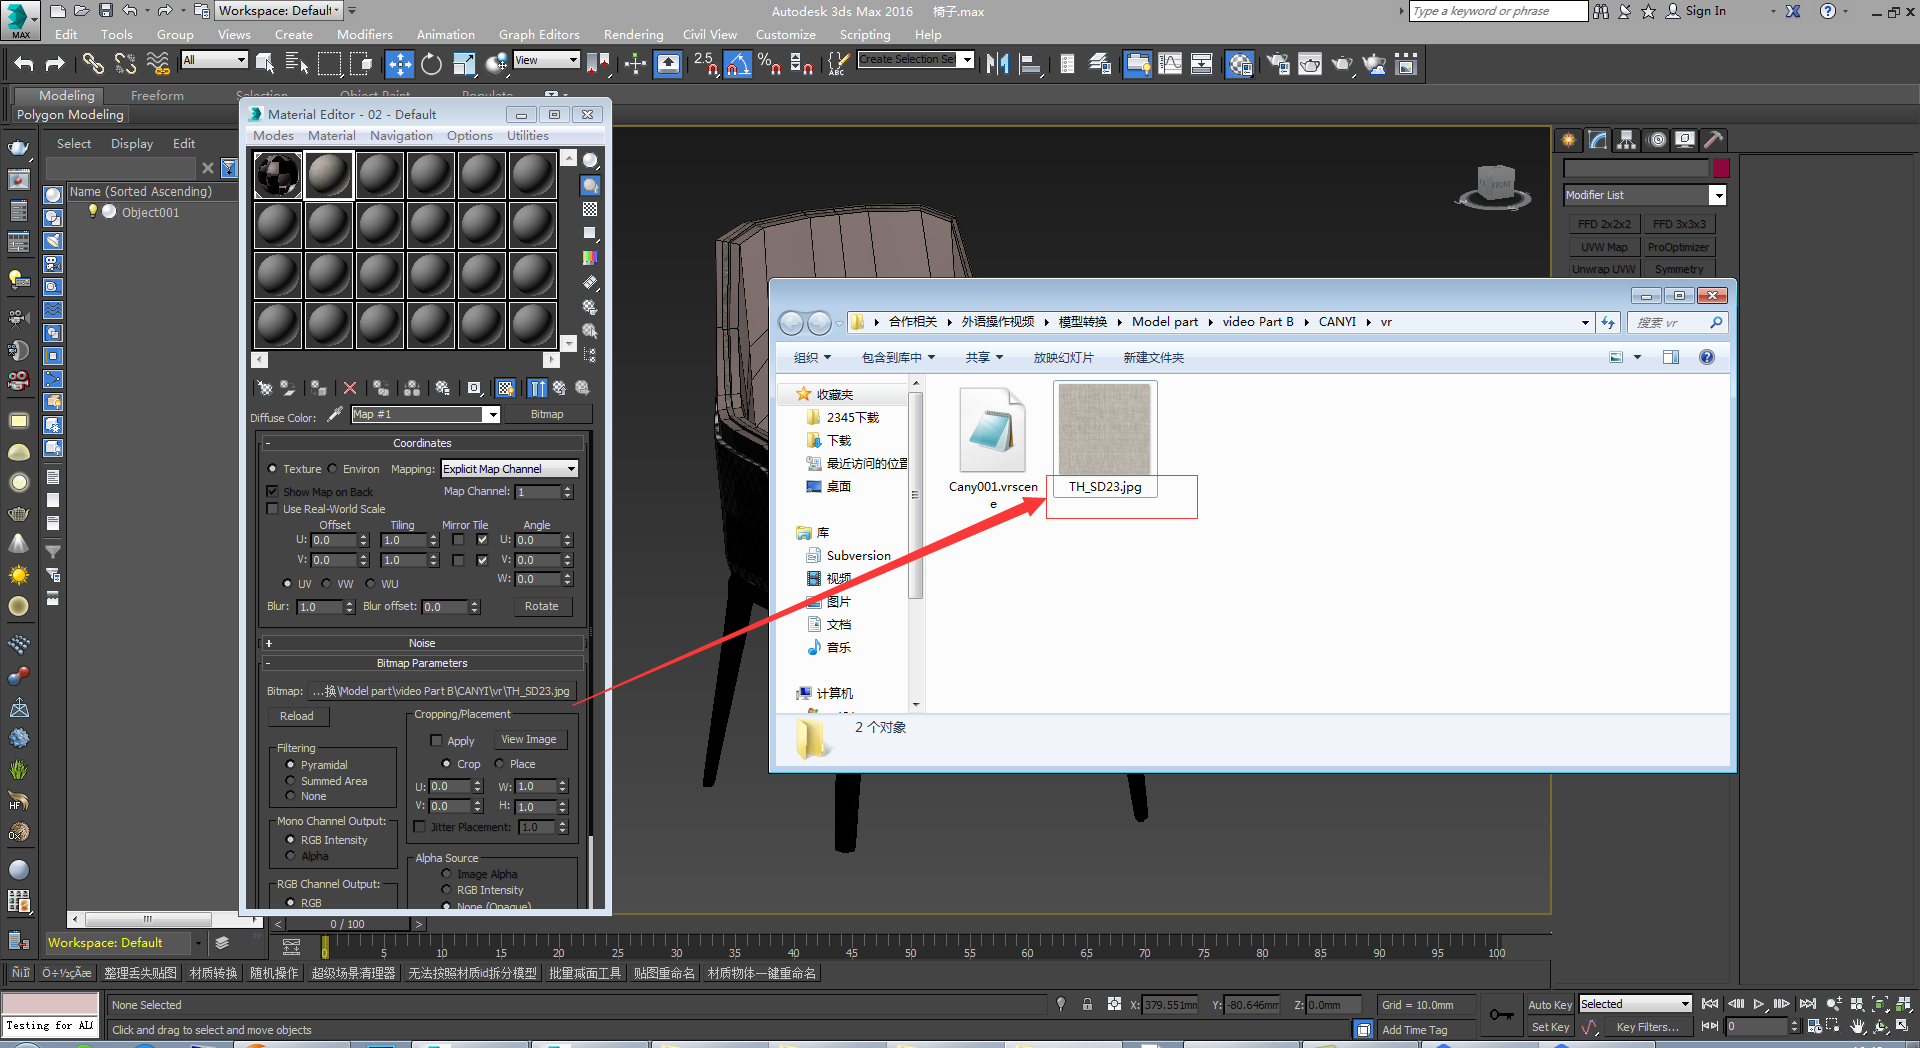 Workspace: Default
Autodesk 3ds Max 2016    椅子.max
Type a keyword or phrase
Sign In
MAX
Edit Tools Group Views Create Modifiers Animation Graph Editors Rendering Civil View Customize Scripting Help
All
View
2.5
ABC
Create Selection Se
Modeling Freeform Selection Object Paint Populate
Polygon Modeling
Select Display Edit
Name (Sorted Ascending)
Object001
Material Editor - 02 - Default
Modes Material Navigation Options Utilities
Diffuse Color: Map #1 Bitmap
Coordinates
Texture Environ Mapping: Explicit Map Channel
Show Map on Back Map Channel: 1
Use Real-World Scale
Offset Tiling Mirror Tile Angle
U: 0.0 1.0 U: 0.0
V: 0.0 1.0 V: 0.0
W: 0.0
UV VW WU
Blur: 1.0 Blur offset: 0.0 Rotate
Noise
Bitmap Parameters
Bitmap: ...换\Model part\video Part B\CANYI\vr\TH_SD23.jpg
Reload
Cropping/Placement
Apply View Image
Crop Place
U: 0.0 W: 1.0
V: 0.0 H: 1.0
Jitter Placement: 1.0
Filtering
Pyramidal
Summed Area
None
Mono Channel Output:
RGB Intensity
Alpha
RGB Channel Output:
RGB
Alpha Source
Image Alpha
RGB Intensity
None (Opaque)
FRONT
Modifier List
FFD 2x2x2 FFD 3x3x3
UVW Map ProOptimizer
Unwrap UVW Symmetry
合作相关 外语操作视频 模型转换 Model part video Part B CANYI vr
搜索 vr
组织 包含到库中 共享 放映幻灯片 新建文件夹
收藏夹
2345下载
下载
最近访问的位置
桌面
库
Subversion
视频
图片
文档
音乐
计算机
Cany001.vrscen
e
TH_SD23.jpg
2 个对象
HF
Workspace: Default
0 / 100
0 5 10 15 20 25 30 35 40 45 50 55 60 65 70 75 80 85 90 95 100
整理丢失贴图 材质转换 随机操作 超级场景清理器 无法按照材质id拆分模型 批量减面工具 贴图重命名 材质物体一键重命名
None Selected
X: 379.551mm Y: -80.646mm Z: 0.0mm Grid = 10.0mm
Auto Key Selected
Testing for AL
Click and drag to select and move objects
Add Time Tag
Set Key Key Filters...
0